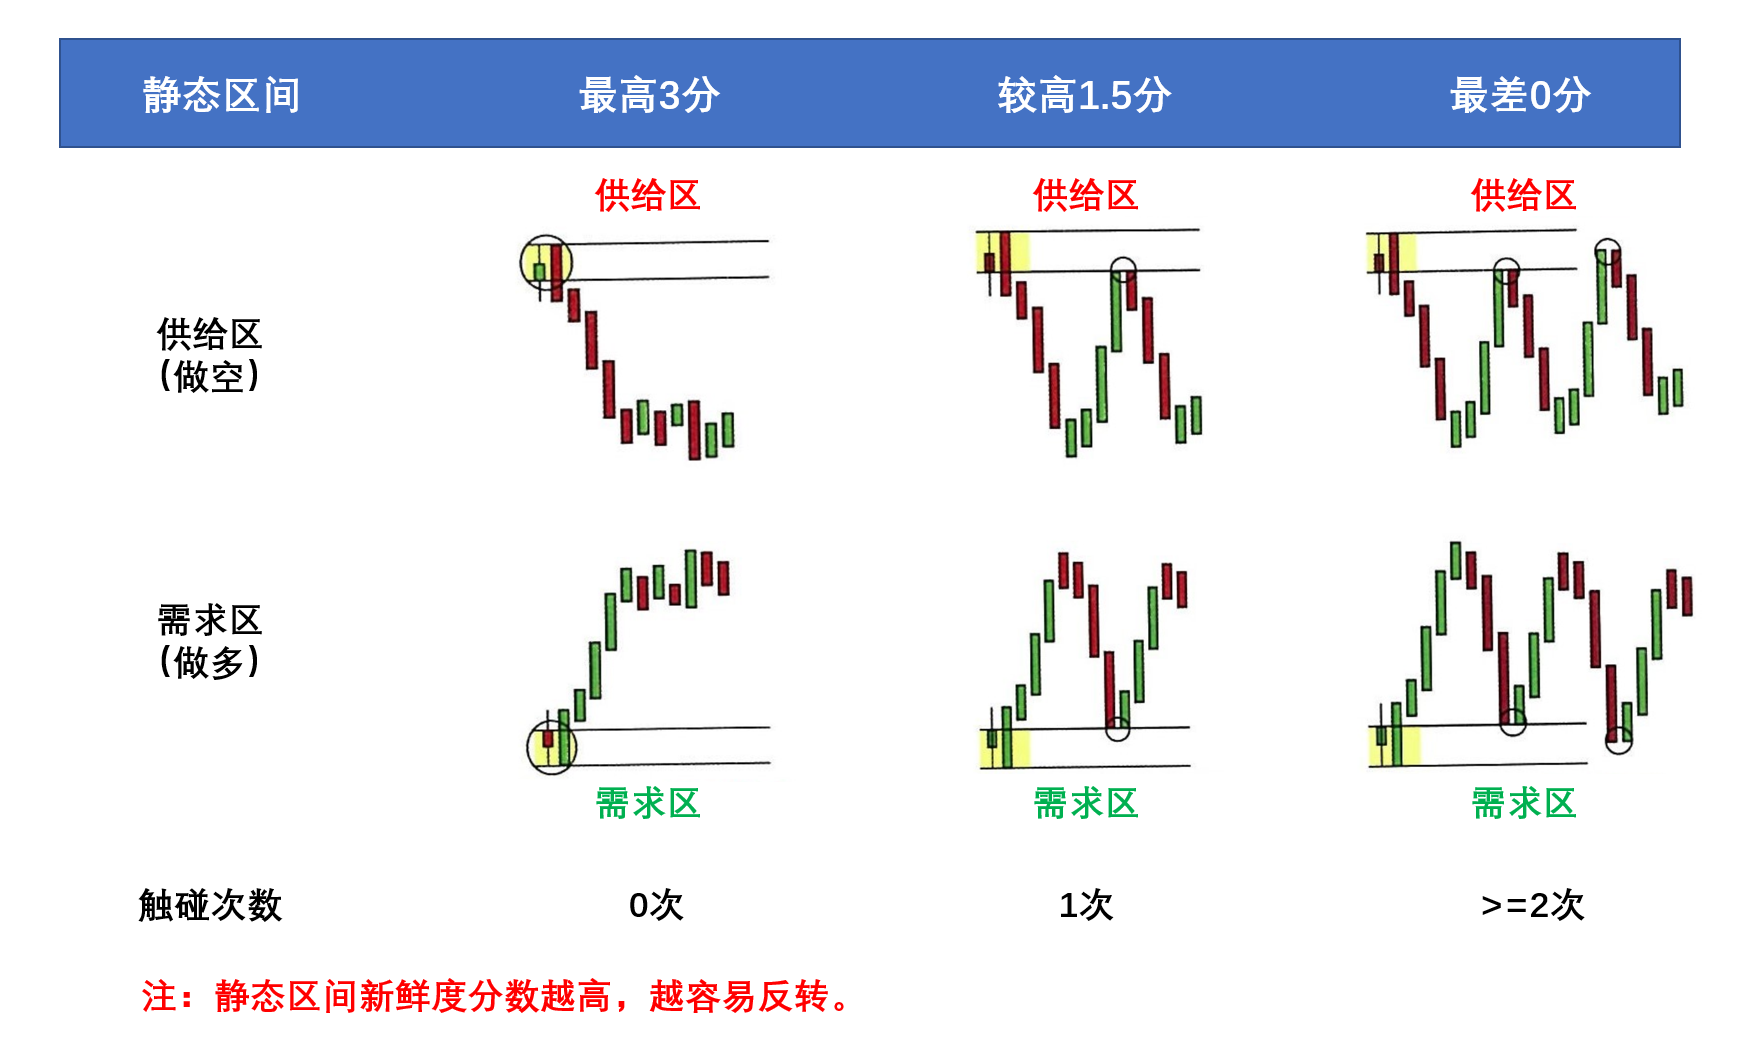 静态区间 最高3分 较高1.5分 最差0分
供给区 供给区 供给区
供给区
(做空)
需求区
(做多)
需求区 需求区 需求区
触碰次数 0次 1次 >=2次
注：静态区间新鲜度分数越高，越容易反转。